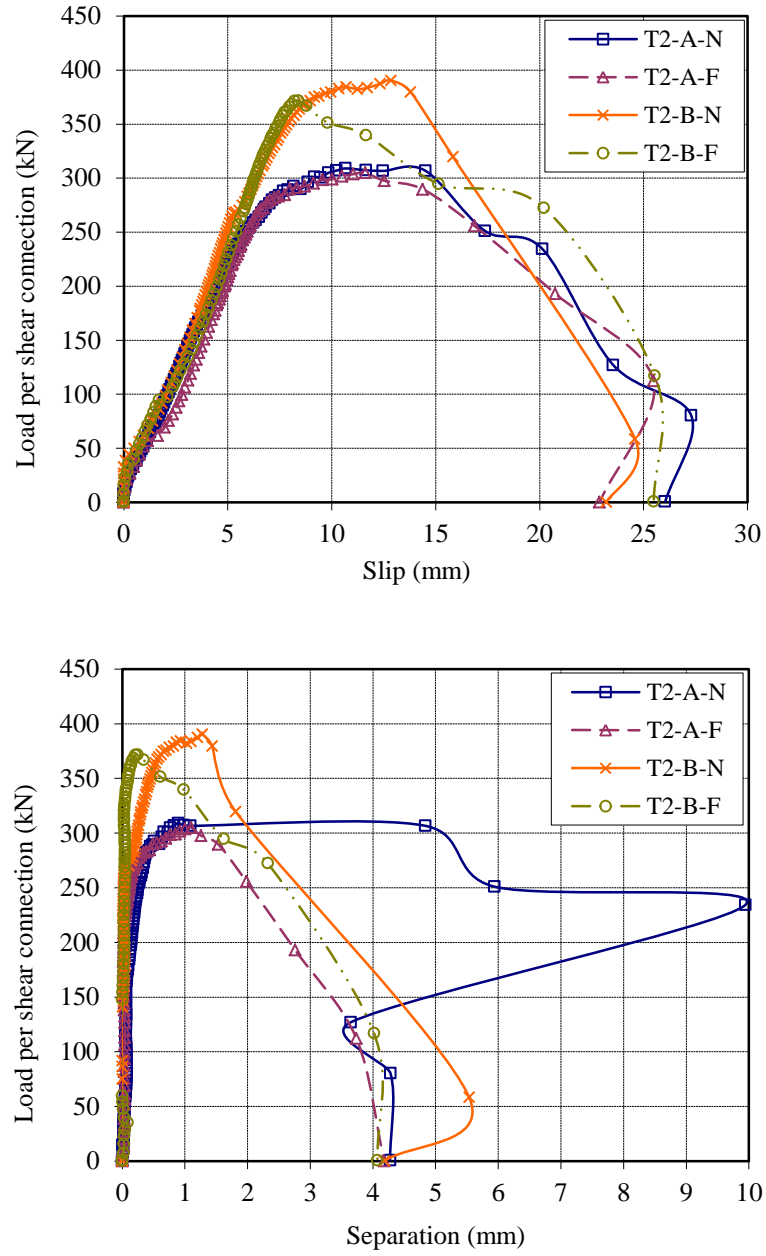 450
400
350
300
250
200
150
100
50
0
Load per shear connection (kN)
T2-A-N
T2-A-F
T2-B-N
T2-B-F
0 5 10 15 20 25 30
Slip (mm)
450
400
350
300
250
200
150
100
50
0
Load per shear connection (kN)
T2-A-N
T2-A-F
T2-B-N
T2-B-F
0 1 2 3 4 5 6 7 8 9 10
Separation (mm)